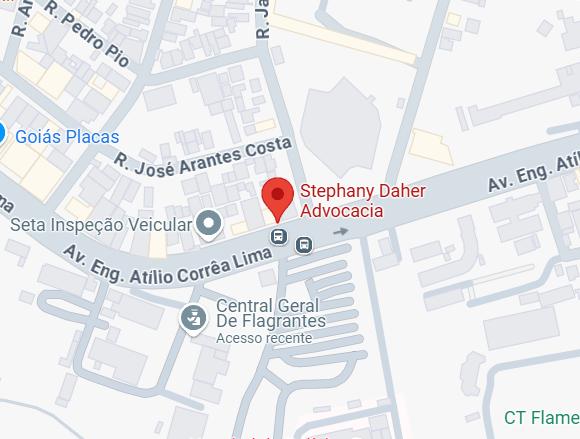 R. Pedro Pio
Goiás Placas
R. José Arantes Costa
Stephany Daher
Advocacia
Av. Eng. Atílio
Seta Inspeção Veicular
Av. Eng. Atílio Corrêa Lima
Central Geral
De Flagrantes
Acesso recente
CT Flame